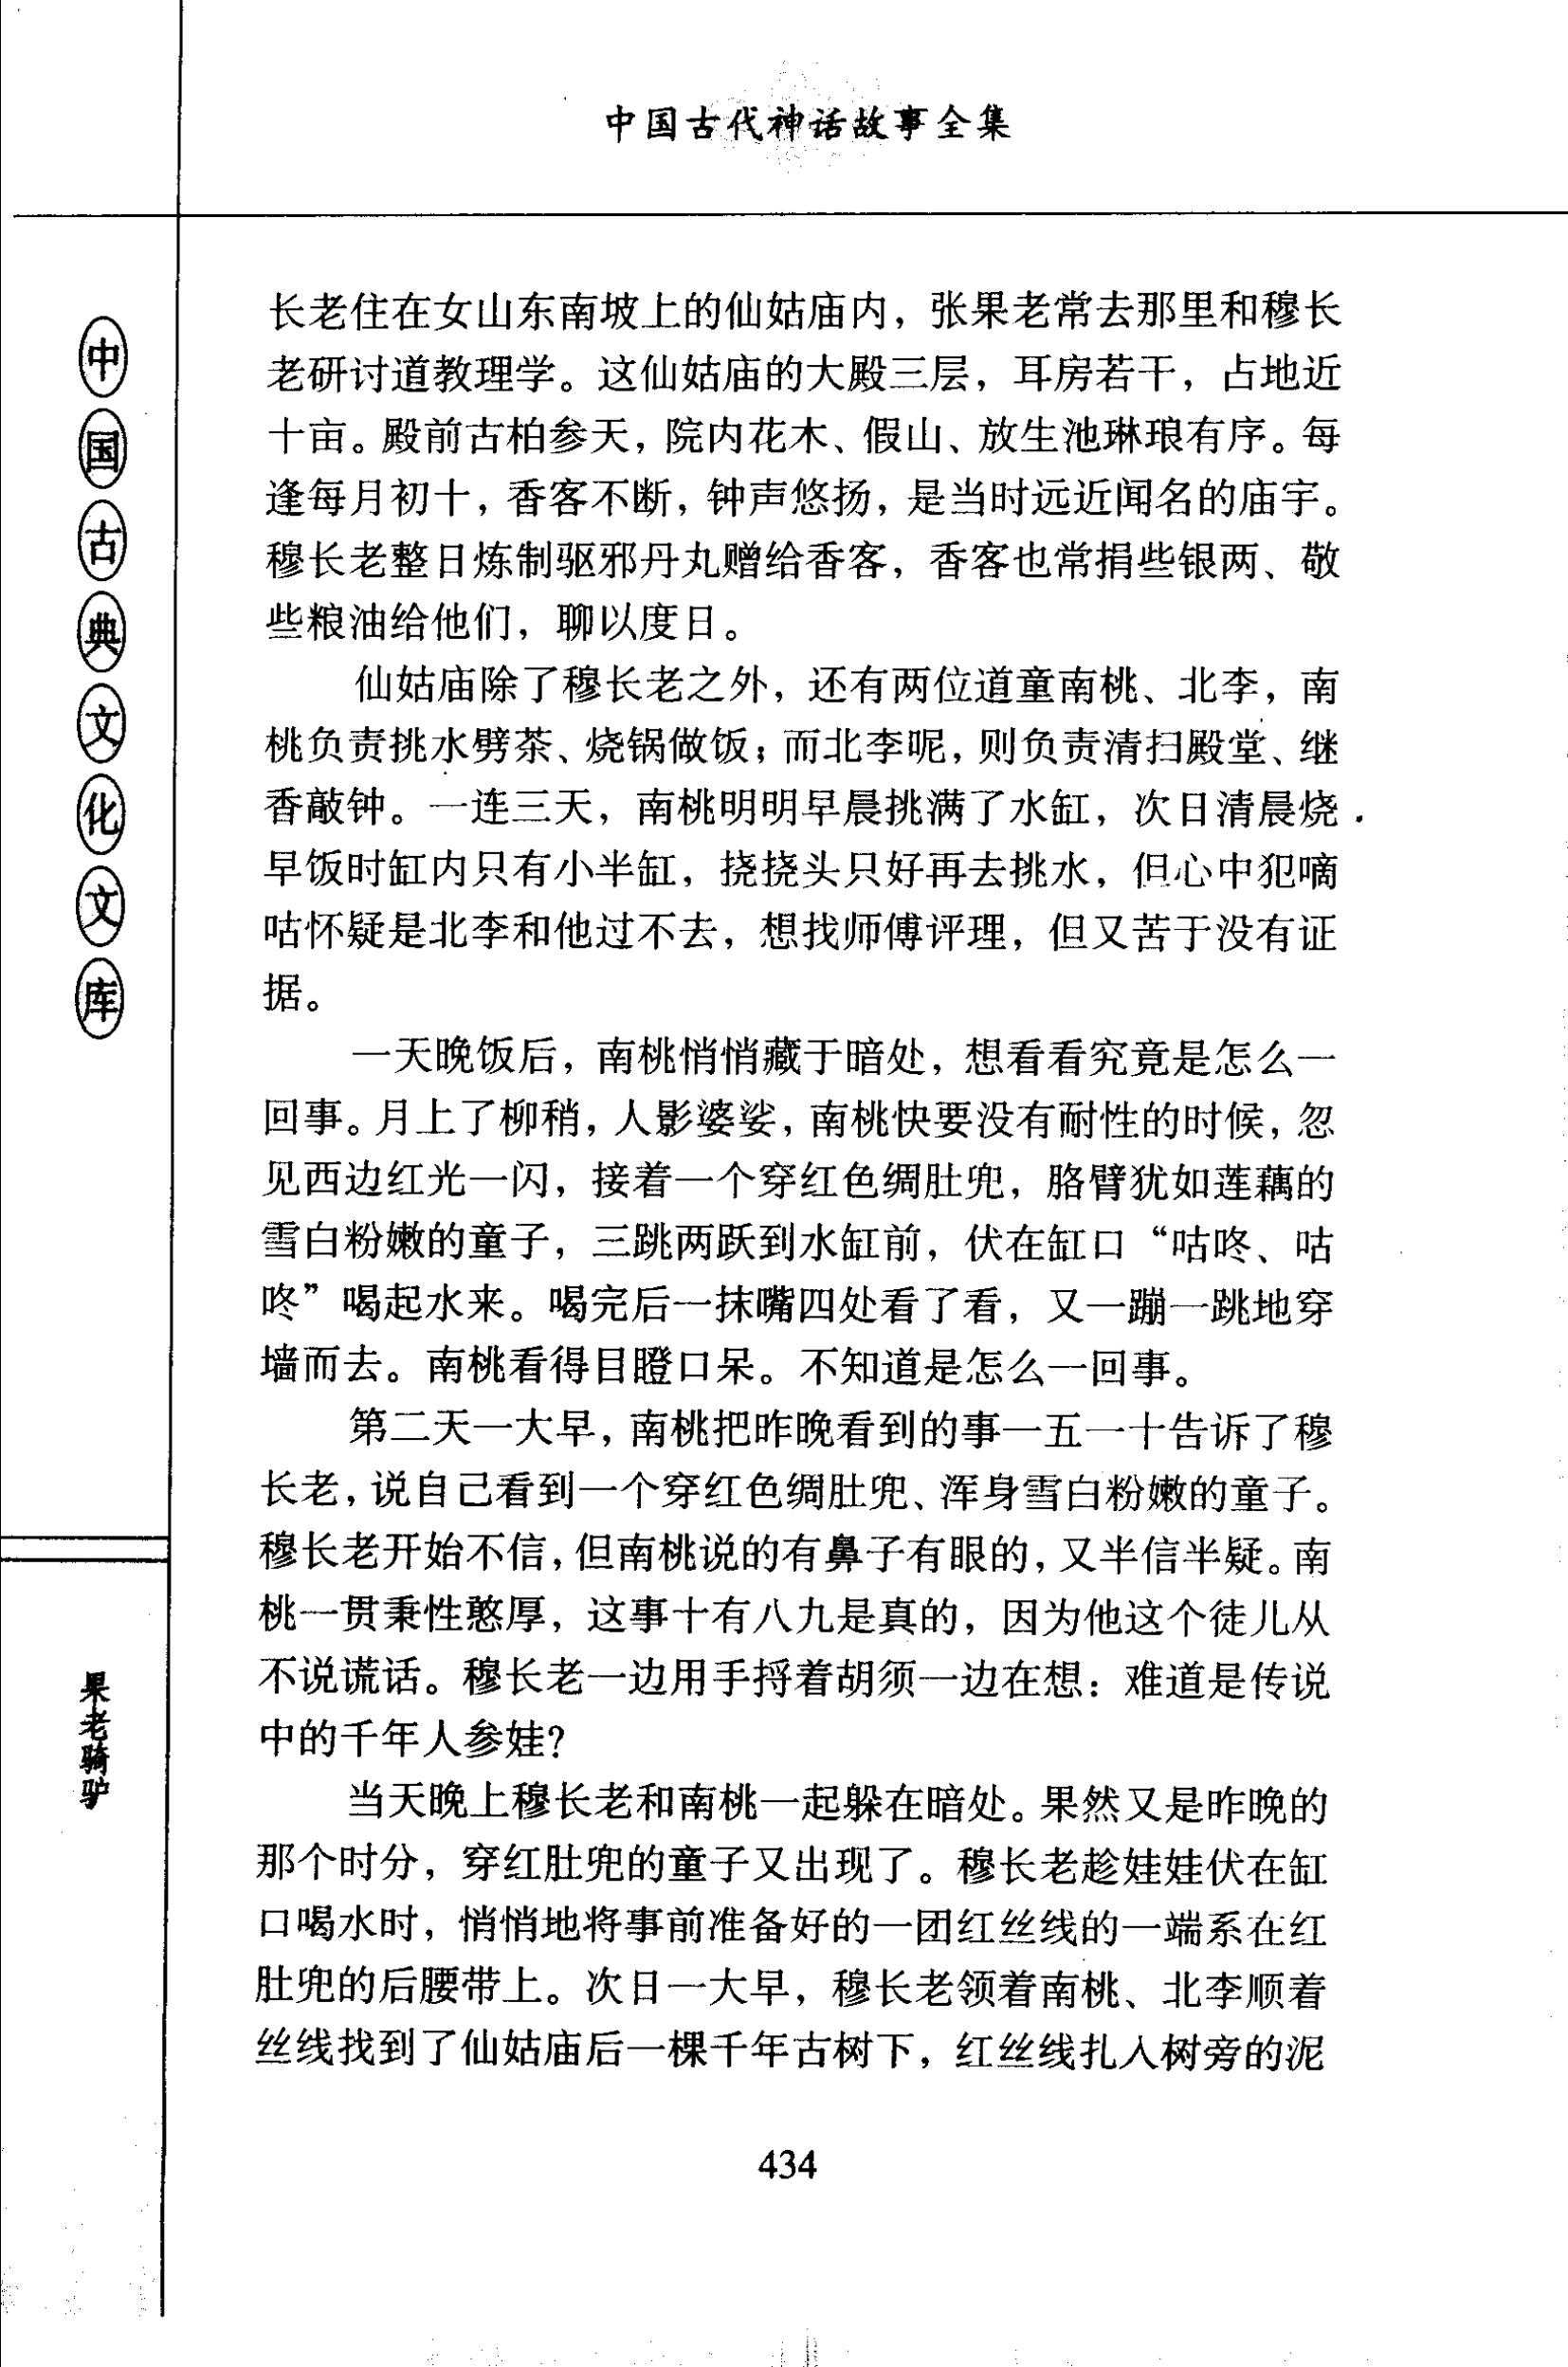 中国古代神话故事全集
中国古典文化文库
长老住在女山东南坡上的仙姑庙内，张果老常去那里和穆长
老研讨道教理学。这仙姑庙的大殿三层，耳房若干，占地近
十亩。殿前古柏参天，院内花木、假山、放生池琳琅有序。每
逢每月初十，香客不断，钟声悠扬，是当时远近闻名的庙宇。
穆长老整日炼制驱邪丹丸赠给香客，香客也常捐些银两、敬
些粮油给他们，聊以度日。
仙姑庙除了穆长老之外，还有两位道童南桃、北李，南
桃负责挑水劈茶、烧锅做饭；而北李呢，则负责清扫殿堂、继
香敲钟。一连三天，南桃明明早晨挑满了水缸，次日清晨烧
早饭时缸内只有小半缸，挠挠头只好再去挑水，但心中犯嘀
咕怀疑是北李和他过不去，想找师傅评理，但又苦于没有证
据。
一天晚饭后，南桃悄悄藏于暗处，想看看究竟是怎么一
回事。月上了柳稍，人影婆娑，南桃快要没有耐性的时候，忽
见西边红光一闪，接着一个穿红色绸肚兜，胳臂犹如莲藕的
雪白粉嫩的童子，三跳两跃到水缸前，伏在缸口“咕咚、咕
咚”喝起水来。喝完后一抹嘴四处看了看，又一蹦一跳地穿
墙而去。南桃看得目瞪口呆。不知道是怎么一回事。
第二天一大早，南桃把昨晚看到的事一五一十告诉了穆
长老，说自己看到一个穿红色绸肚兜、浑身雪白粉嫩的童子。
穆长老开始不信，但南桃说的有鼻子有眼的，又半信半疑。南
桃一贯秉性憨厚，这事十有八九是真的，因为他这个徒儿从
不说谎话。穆长老一边用手捋着胡须一边在想：难道是传说
中的千年人参娃？
当天晚上穆长老和南桃一起躲在暗处。果然又是昨晚的
那个时分，穿红肚兜的童子又出现了。穆长老趁娃娃伏在缸
口喝水时，悄悄地将事前准备好的一团红丝线的一端系在红
肚兜的后腰带上。次日一大早，穆长老领着南桃、北李顺着
丝线找到了仙姑庙后一棵千年古树下，红丝线扎入树旁的泥
果老骑驴
434